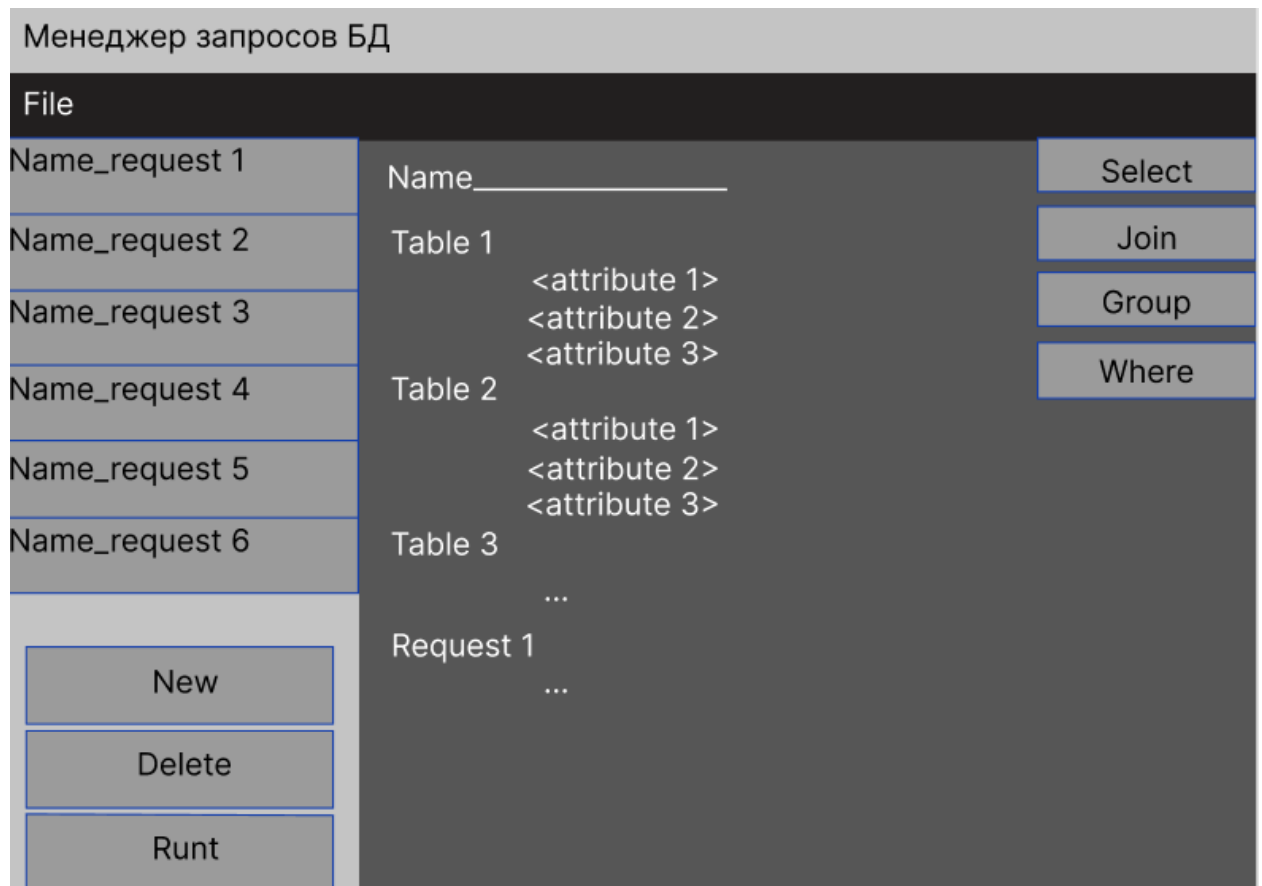 Менеджер запросов БД
File
Name_request 1
Name_request 2
Name_request 3
Name_request 4
Name_request 5
Name_request 6
New
Delete
Runt
Name_______________
Table 1
<attribute 1>
<attribute 2>
<attribute 3>
Table 2
<attribute 1>
<attribute 2>
<attribute 3>
Table 3
...
Request 1
...
Select
Join
Group
Where